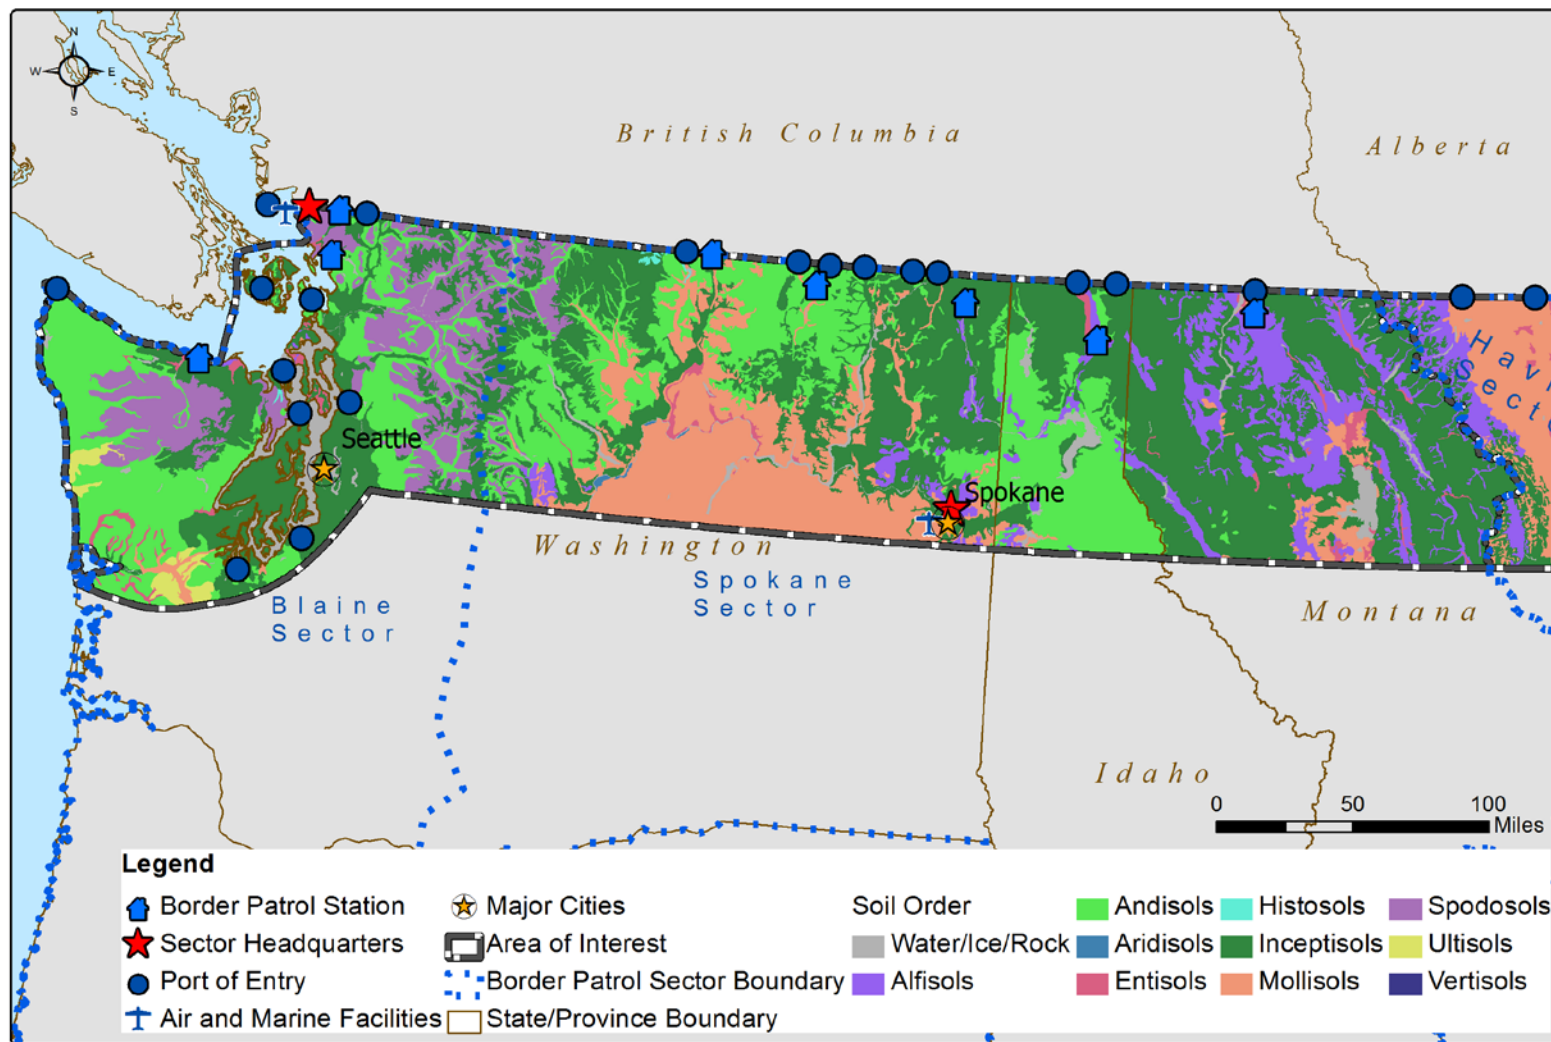 N
W E
S
British Columbia
Alberta
Havr
Secto
Seattle
Spokane
Washington
Spokane
Sector
Blaine
Sector
Montana
Idaho
0 50 100
Miles
Legend
Border Patrol Station
Sector Headquarters
Port of Entry
Air and Marine Facilities
Major Cities
Area of Interest
Border Patrol Sector Boundary
State/Province Boundary
Soil Order
Water/Ice/Rock
Alfisols
Andisols
Aridisols
Entisols
Histosols
Inceptisols
Mollisols
Spodosols
Ultisols
Vertisols